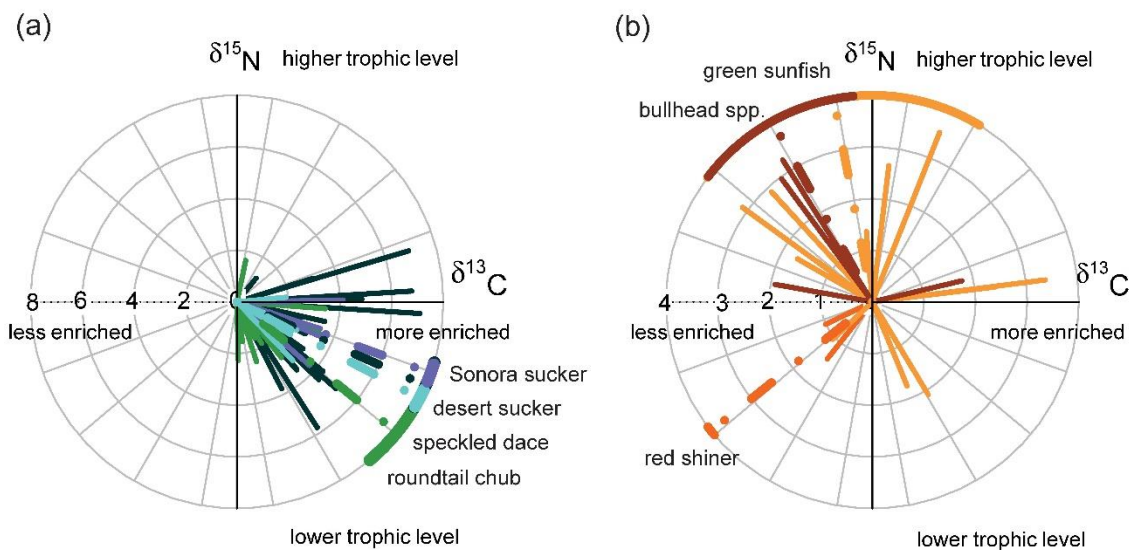 (a)
δ15N higher trophic level
8 6 4 2 0
δ13C
less enriched
more enriched
Sonora sucker
desert sucker
speckled dace
roundtail chub
lower trophic level
(b)
δ15N higher trophic level
green sunfish
bullhead spp.
4 3 2 1
δ13C
less enriched
more enriched
red shiner
lower trophic level